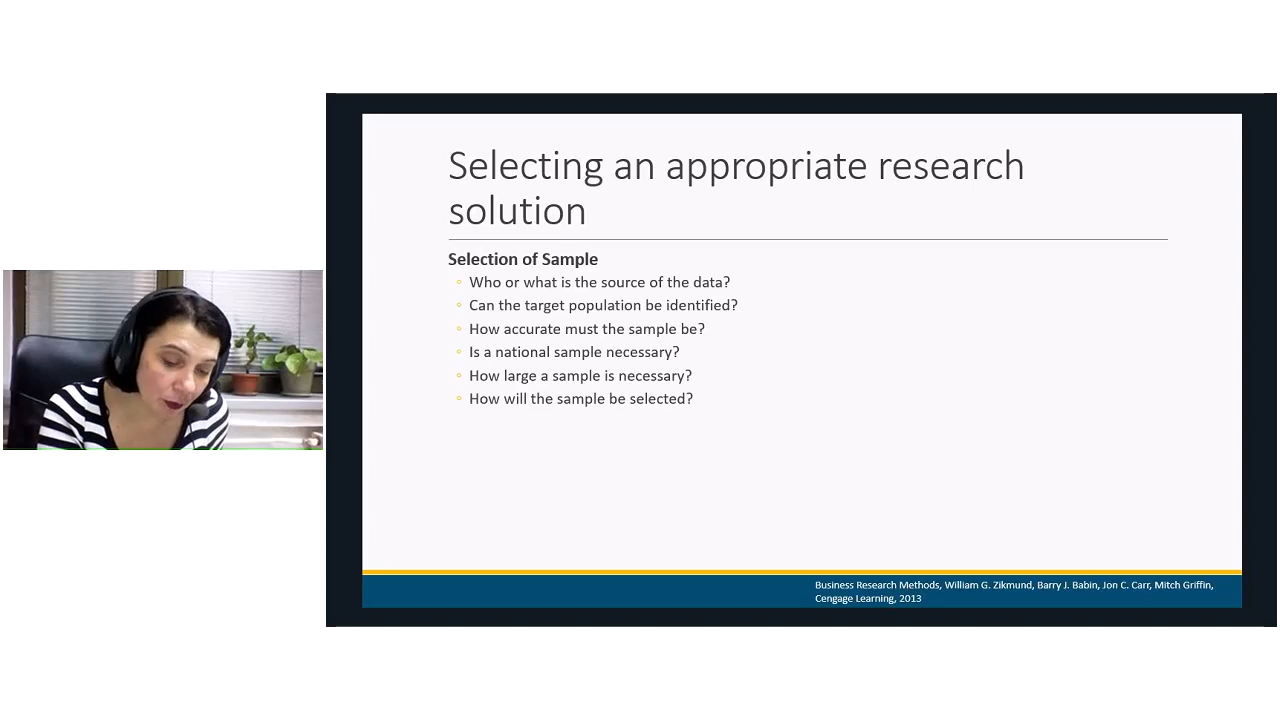 Selecting an appropriate research
solution
Selection of Sample
◦ Who or what is the source of the data?
◦ Can the target population be identified?
◦ How accurate must the sample be?
◦ Is a national sample necessary?
◦ How large a sample is necessary?
◦ How will the sample be selected?
Business Research Methods, William G. Zikmund, Barry J. Babin, Jon C. Carr, Mitch Griffin,
Cengage Learning, 2013